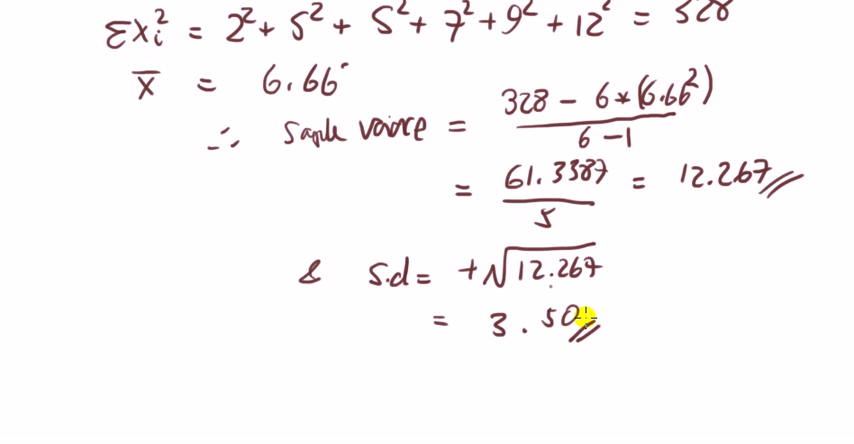 Σxi² = 2² + 5² + 5² + 7² + 9² + 12² = 328
x̄ = 6.66
∴ Sample variance = (328 - 6*(6.66²))/(6-1)
= 61.3387/5 = 12.267
& s.d = +√12.267
= 3.50